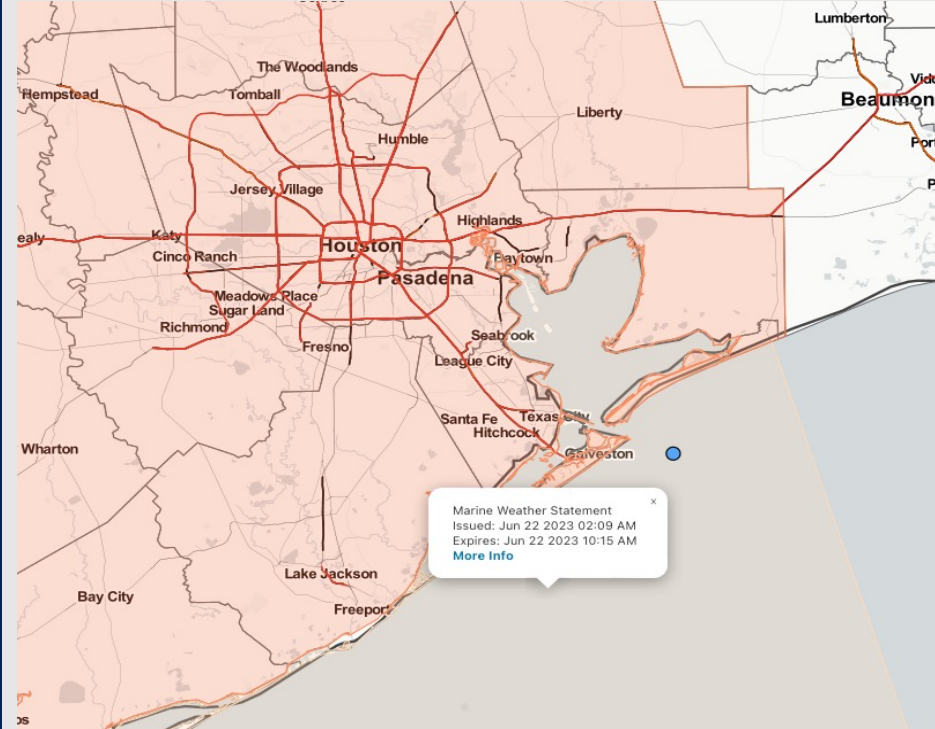 Lumberton
The Woodlands
Hempstead
Tomball
Beaumon
Liberty
Humble
Jersey Village
Highlands
ealy
Katy
Houston
Cinco Ranch
Baytown
Pasadena
Meadows Place
Sugar Land
Richmond
Seabrook
Fresno
League City
Santa Fe
Texas City
Hitchcock
Wharton
Galveston
×
Marine Weather Statement
Issued: Jun 22 2023 02:09 AM
Expires: Jun 22 2023 10:15 AM
More Info
Lake Jackson
Bay City
Freeport